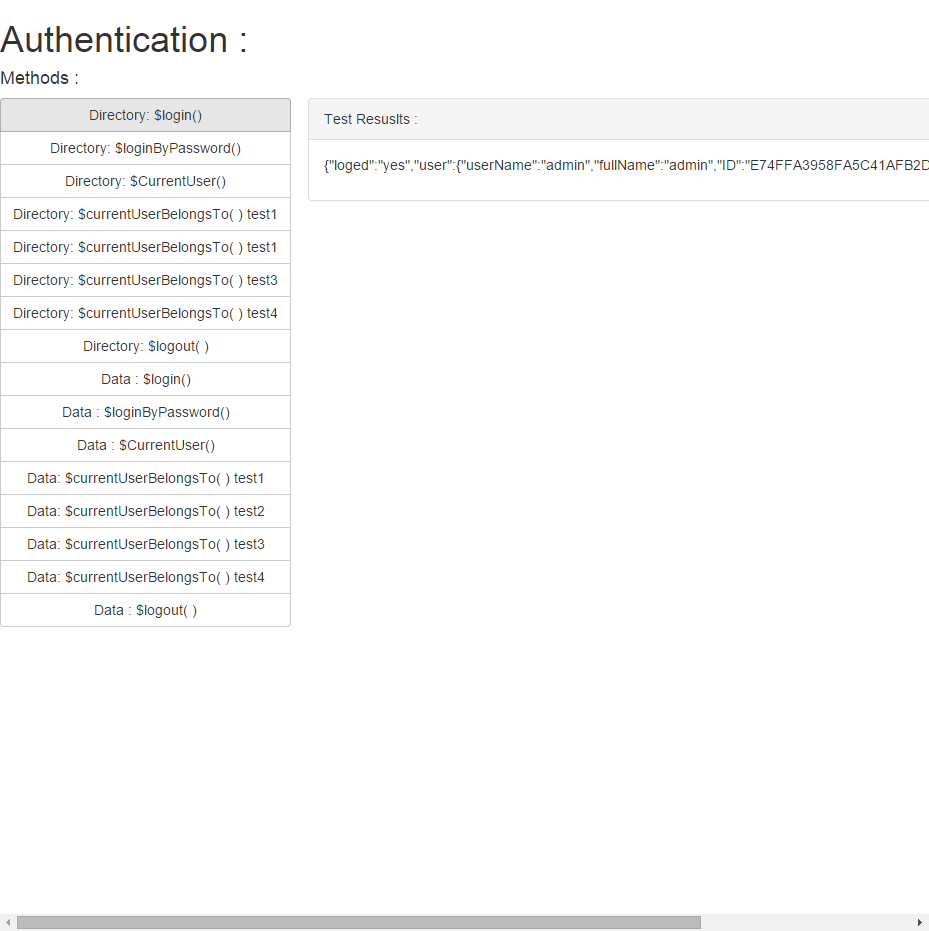 Authentication :
Methods :
Directory: $login()
Directory: $loginByPassword()
Directory: $CurrentUser()
Directory: $currentUserBelongsTo( ) test1
Directory: $currentUserBelongsTo( ) test1
Directory: $currentUserBelongsTo( ) test3
Directory: $currentUserBelongsTo( ) test4
Directory: $logout( )
Data : $login()
Data : $loginByPassword()
Data : $CurrentUser()
Data: $currentUserBelongsTo( ) test1
Data: $currentUserBelongsTo( ) test2
Data: $currentUserBelongsTo( ) test3
Data: $currentUserBelongsTo( ) test4
Data : $logout( )
Test Resuslts :
{"loged":"yes","user":{"userName":"admin","fullName":"admin","ID":"E74FFA3958FA5C41AFB2D